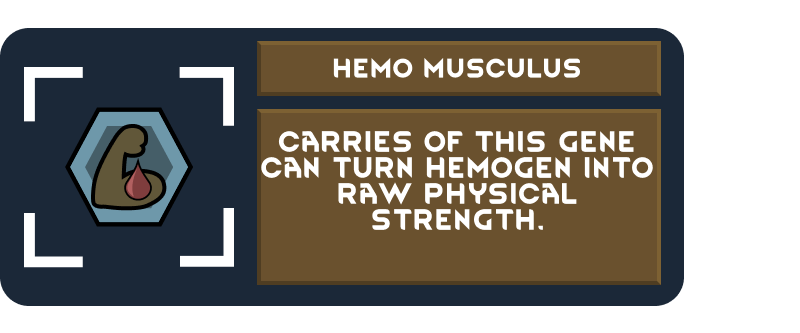 HEMO MUSCULUS
CARRIES OF THIS GENE
CAN TURN HEMOGEN INTO
RAW PHYSICAL
STRENGTH.